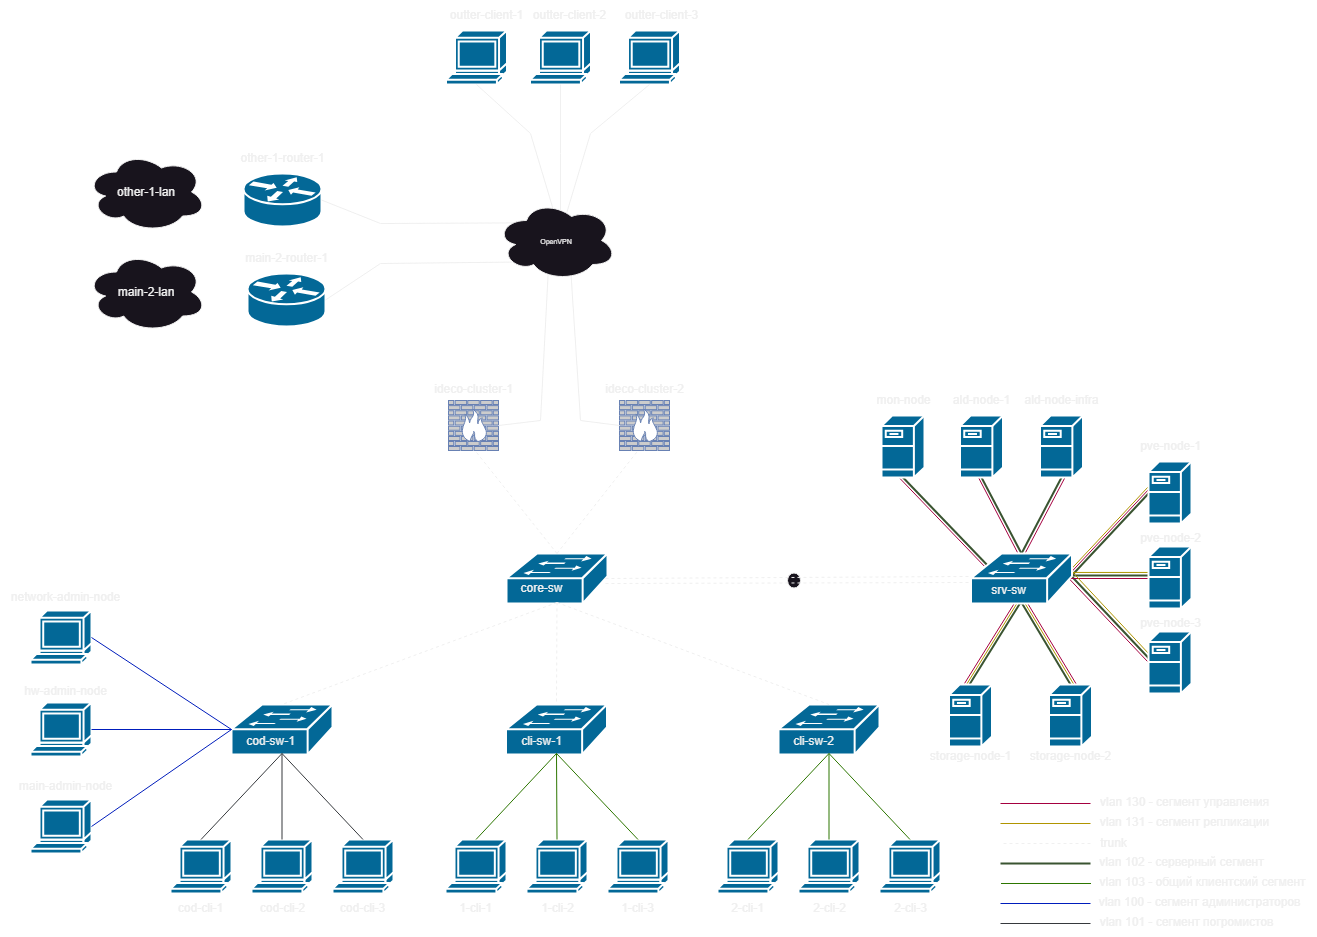 outter-client-1 outter-client-2 outter-client-3
other-1-router-1
other-1-lan
OpenVPN
main-2-router-1
main-2-lan
ideco-cluster-1 ideco-cluster-2
mon-node ald-node-1 ald-node-infra
pve-node-1
pve-node-2
core-sw
srv-sw
network-admin-node
pve-node-3
hw-admin-node
cod-sw-1 cli-sw-1 cli-sw-2
storage-node-1 storage-node-2
main-admin-node
vlan 130 - сегмент управления
vlan 131 - сегмент репликации
trunk
vlan 102 - серверный сегмент
vlan 103 - общий клиентский сегмент
vlan 100 - сегмент администраторов
vlan 101 - сегмент погромистов
cod-cli-1 cod-cli-2 cod-cli-3 1-cli-1 1-cli-2 1-cli-3 2-cli-1 2-cli-2 2-cli-3